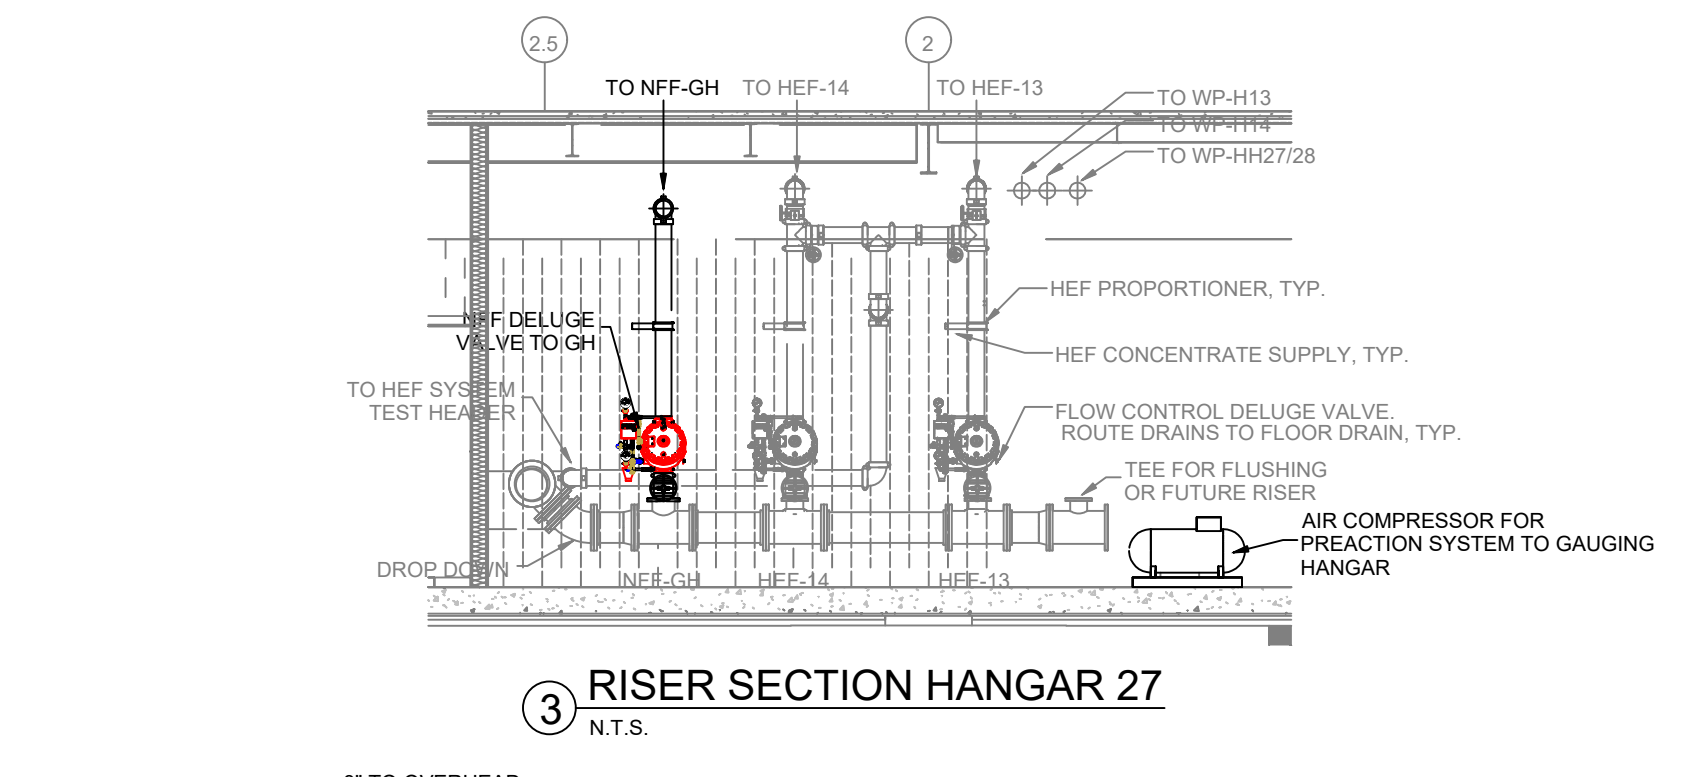 2.5
2
TO NFF-GH
TO HEF-14
TO HEF-13
TO WP-H13
TO WP-H14
TO WP-HH27/28
HEF PROPORTIONER, TYP.
NFF DELUGE
VALVE TO GH
HEF CONCENTRATE SUPPLY, TYP.
TO HEF SYSTEM
TEST HEADER
FLOW CONTROL DELUGE VALVE.
ROUTE DRAINS TO FLOOR DRAIN, TYP.
TEE FOR FLUSHING
OR FUTURE RISER
AIR COMPRESSOR FOR
PREACTION SYSTEM TO GAUGING
HANGAR
DROP DOWN
NFF-GH
HEF-14
HEF-13
3
RISER SECTION HANGAR 27
N.T.S.